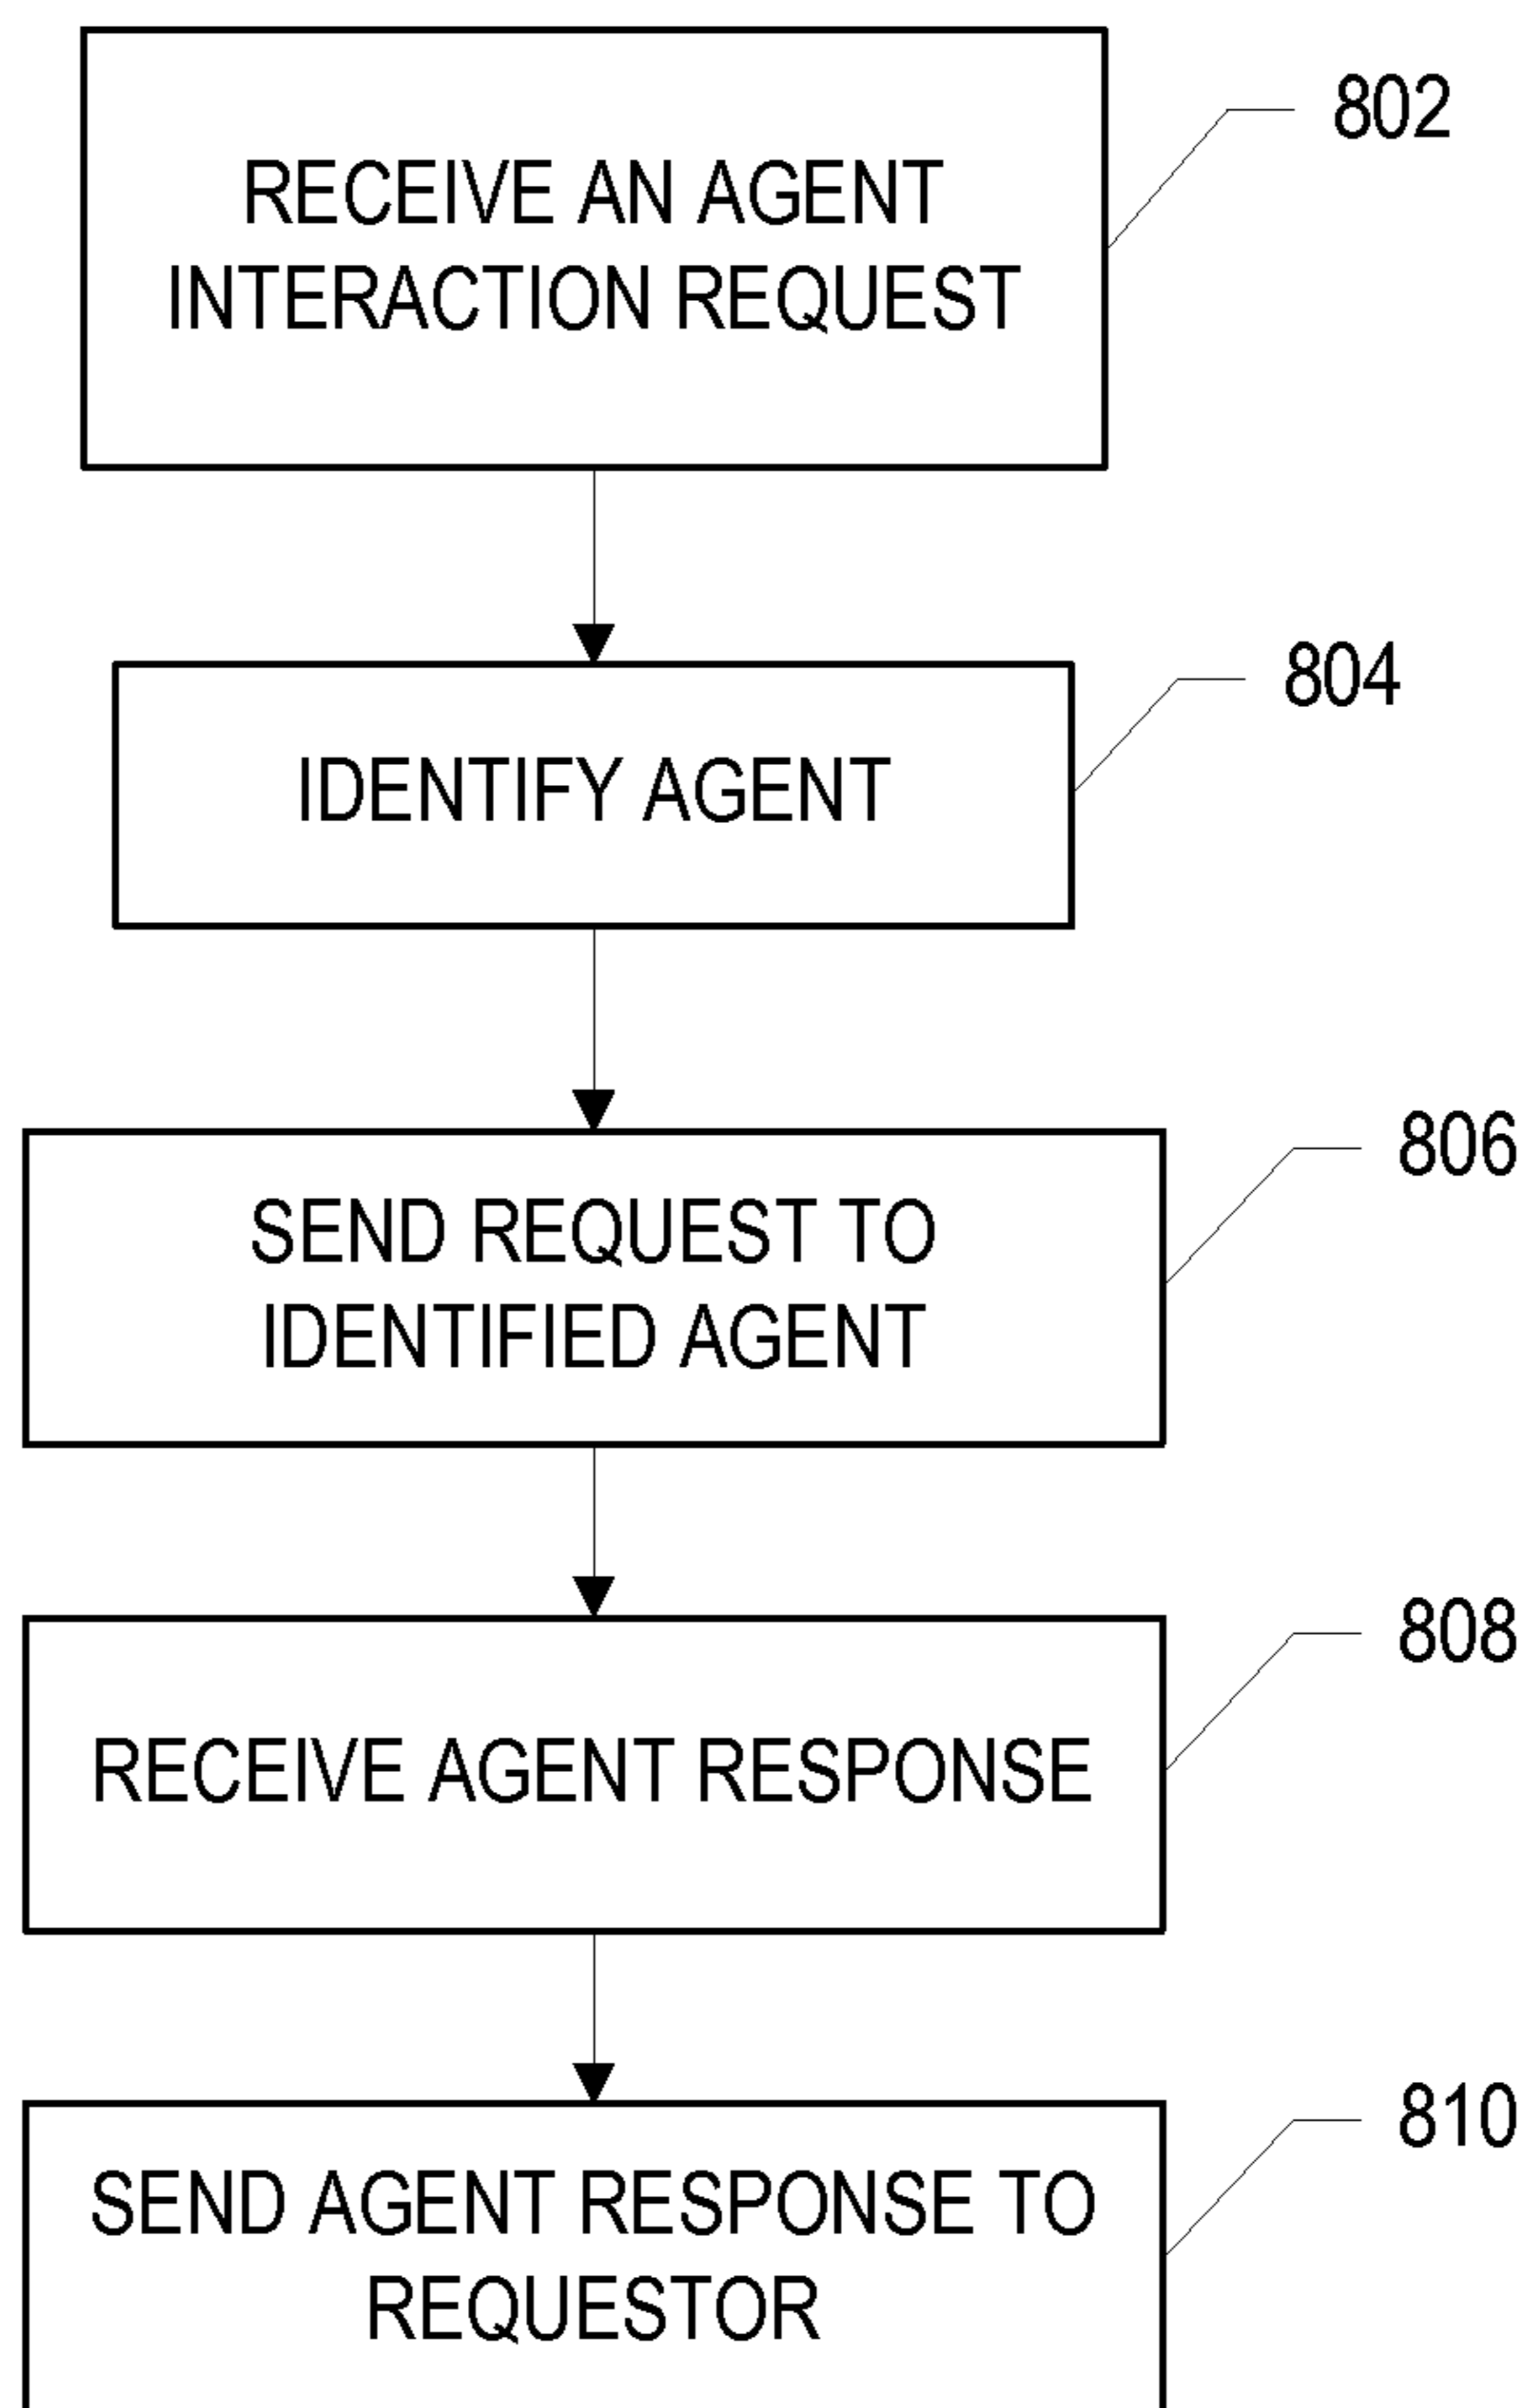 802
RECEIVE AN AGENT
INTERACTION REQUEST
804
IDENTIFY AGENT
806
SEND REQUEST TO
IDENTIFIED AGENT
808
RECEIVE AGENT RESPONSE
810
SEND AGENT RESPONSE TO
REQUESTOR